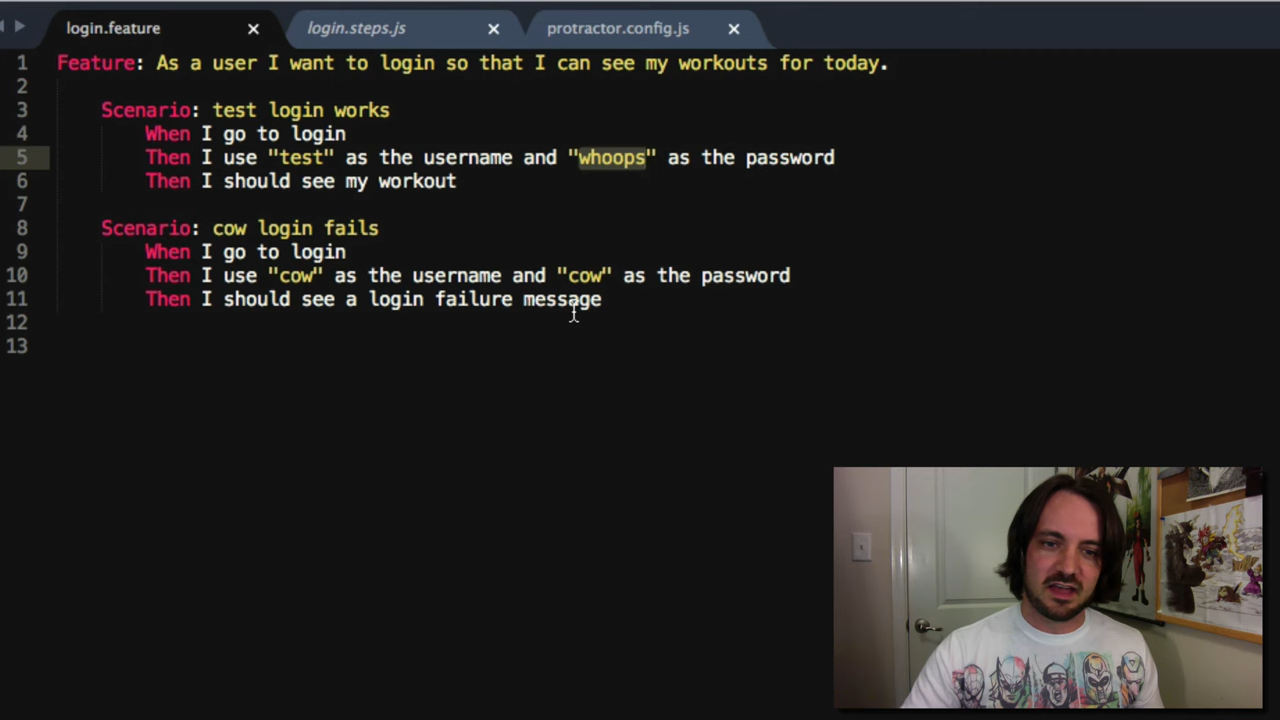 login.feature
login.steps.js
protractor.config.js
1 Feature: As a user I want to login so that I can see my workouts for today.
2
3 Scenario: test login works
4 When I go to login
5 Then I use "test" as the username and "whoops" as the password
6 Then I should see my workout
7
8 Scenario: cow login fails
9 When I go to login
10 Then I use "cow" as the username and "cow" as the password
11 Then I should see a login failure message
12
13